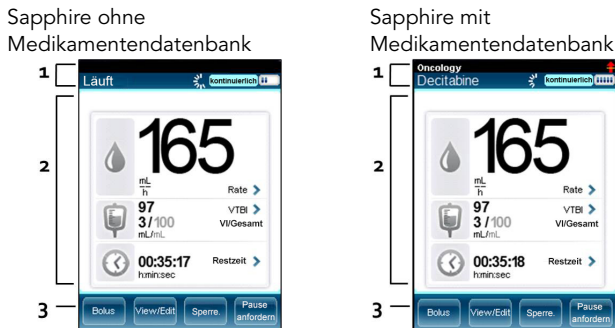 Sapphire ohne
Medikamentendatenbank
1
Läuft
kontinuierlich
2
165
mL
h
Rate
97
VTBI
3/100
VI/Gesamt
mL/mL
00:35:17
Restzeit
h:min:sec
3
Bolus
View/Edit
Sperre.
Pause
anfordern
Sapphire mit
Medikamentendatenbank
1
Oncology
Decitabine
kontinuierlich
2
165
mL
h
Rate
97
VTBI
3/100
VI/Gesamt
mL/mL
00:35:18
Restzeit
h:min:sec
3
Bolus
View/Edit
Sperre.
Pause
anfordern